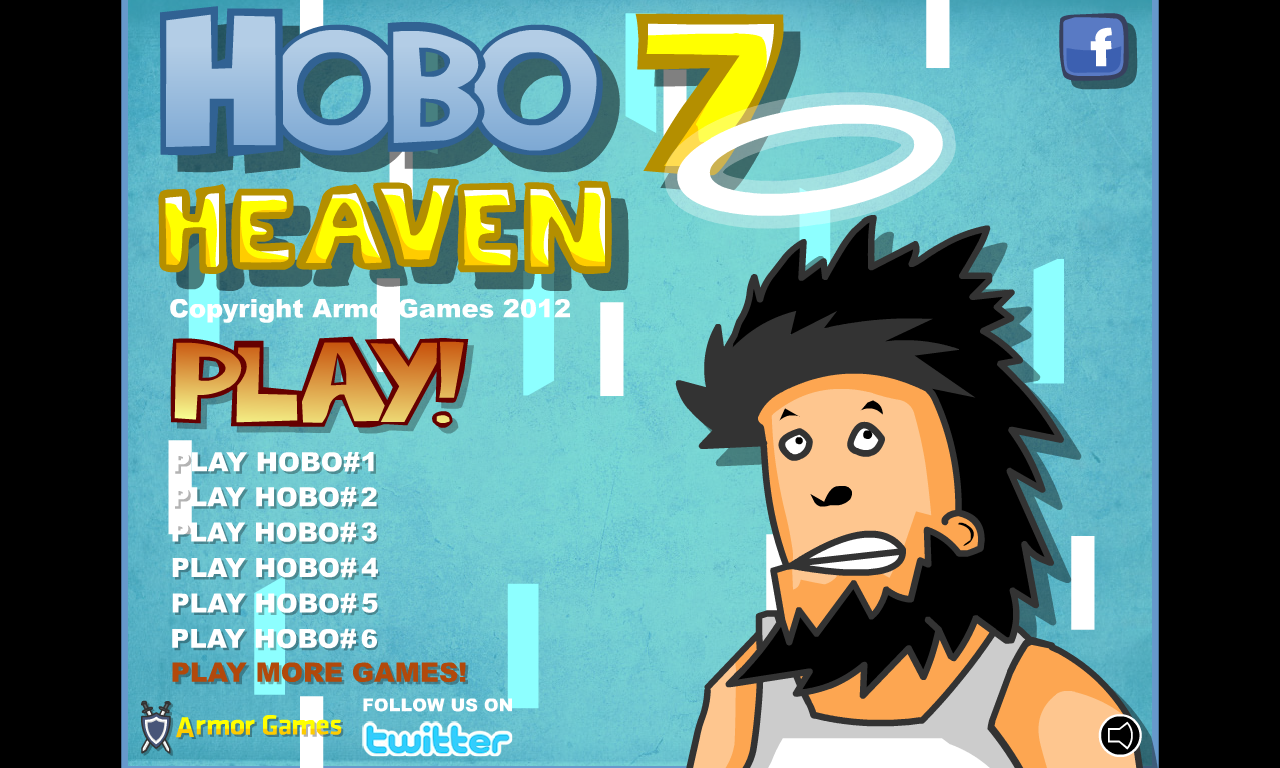 HOBO 7
HEAVEN
Copyright Armor Games 2012
PLAY!
PLAY HOBO#1
PLAY HOBO#2
PLAY HOBO#3
PLAY HOBO#4
PLAY HOBO#5
PLAY HOBO#6
PLAY MORE GAMES!
Armor Games
FOLLOW US ON
twitter
f